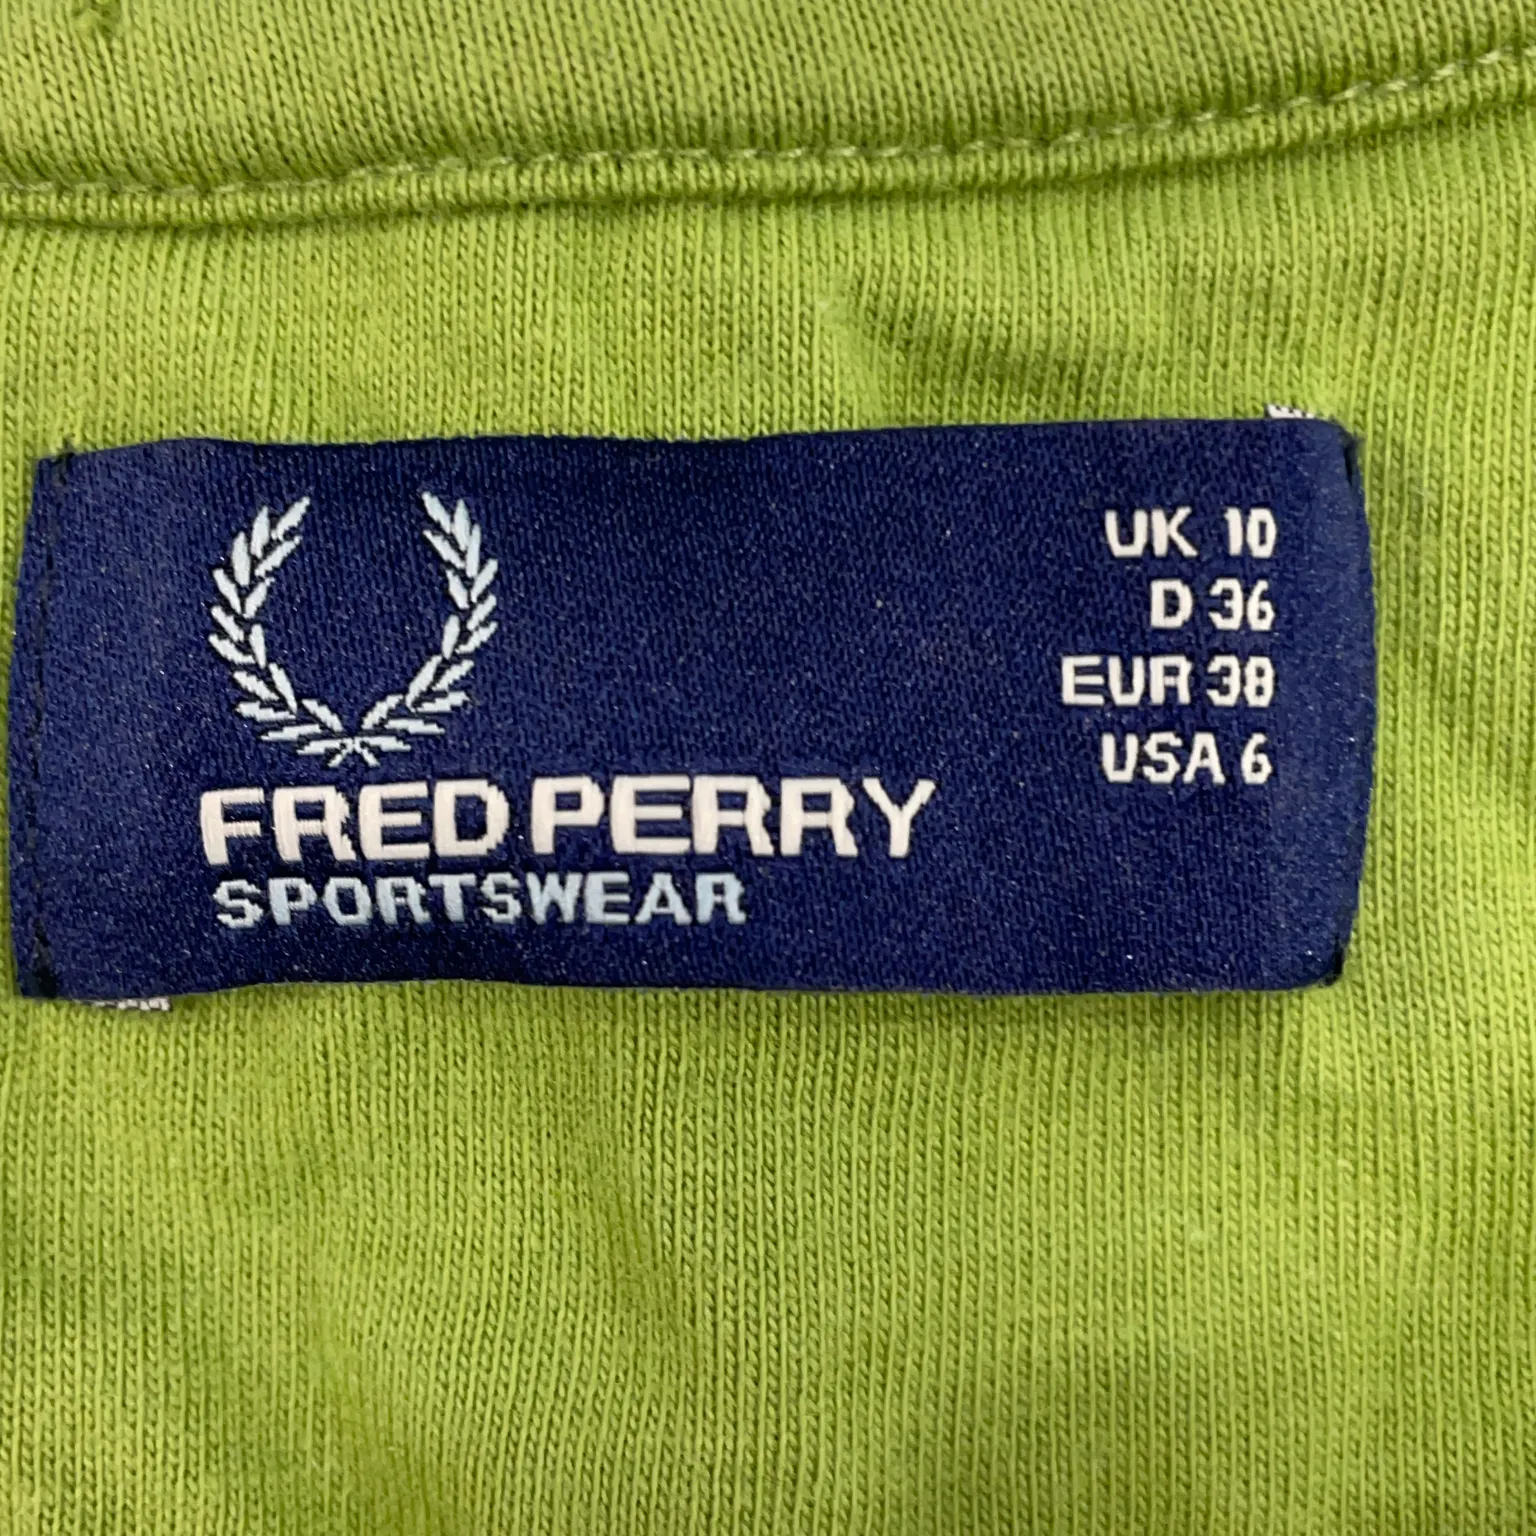 FRED PERRY
SPORTSWEAR
UK 10
D 36
EUR 38
USA 6